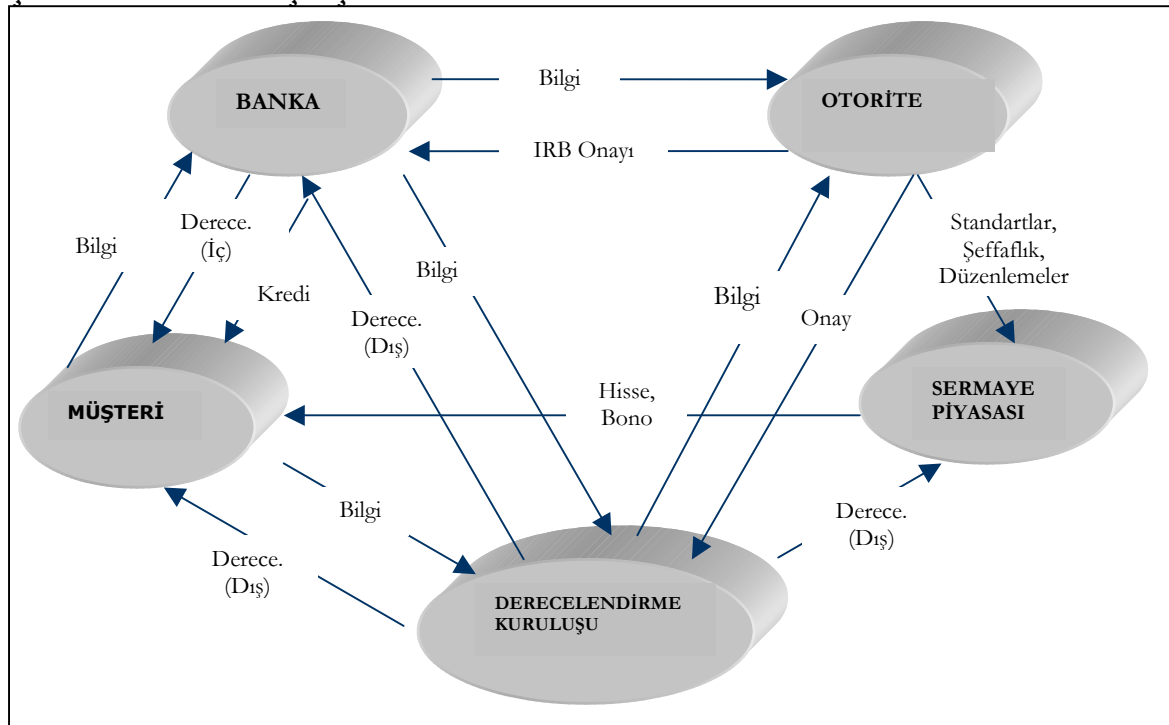 BANKA
Bilgi
OTORİTE
IRB Onayı
Bilgi
Derece.
(İç)
Kredi
Bilgi
Derece.
(Dış)
Bilgi
Onay
Standartlar,
Şeffaflık,
Düzenlemeler
MÜŞTERİ
Hisse,
Bono
SERMAYE
PİYASASI
Bilgi
Derece.
(Dış)
Derece.
(Dış)
DERECELENDİRME
KURULUŞU